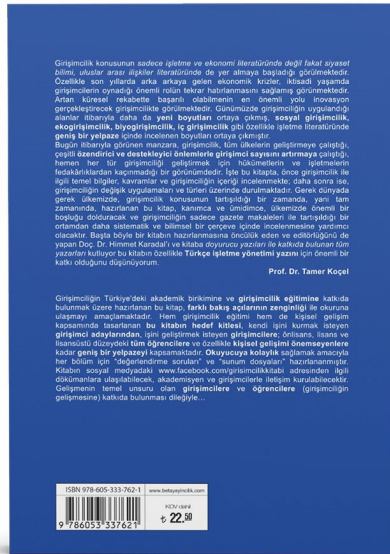 Girişimcilik konusunun sadece işletme ve ekonomi literatüründe değil fakat siyaset
bilimi, uluslar arası ilişkiler literatüründe de yer almaya başladığı görülmektedir.
Özellikle son yıllarda arka arkaya gelen ekonomik krizler, iktisadi yaşamda
girişimcilerin oynadığı önemli rolün tekrar hatırlanmasını sağlamış görünmektedir.
Artan küresel rekabette başarılı olabilmenin en önemli yolu inovasyon
gerçekleştirecek girişimcilikte görülmektedir. Günümüzde girişimciliğin uygulandığı
alanlar itibarıyla daha da yeni boyutları ortaya çıkmış, sosyal girişimcilik,
ekogirişimcilik, biyogirişimcilik, iç girişimcilik gibi özellikle işletme literatüründe
geniş bir yelpaze içinde incelenen boyutları ortaya çıkmıştır.
Bugün itibarıyla görünen manzara, girişimcilik, tüm ülkelerin geliştirmeye çalıştığı,
çeşitli özendirici ve destekleyici önlemlerle girişimci sayısını artırmaya çalıştığı,
hemen her tür girişimciliği geliştirmek için hükümetlerin ve işletmelerin
fedakârlıklardan kaçınmadığı bir görünümdedir. İşte bu kitapta, önce girişimcilik ile
ilgili temel bilgiler, kavramlar ve girişimciliğin içeriği incelenmekte; daha sonra ise,
girişimciliğin değişik uygulamaları ve türleri üzerinde durulmaktadır. Gerek dünyada
gerek ülkemizde, girişimcilik konusunun tartışıldığı bir zamanda, yani tam
zamanında, hazırlanan bu kitap, kanımca ve ümidimce, ülkemizde önemli bir
boşluğu dolduracak ve girişimciliğin sadece gazete makaleleri ile tartışıldığı bir
ortamdan daha sistematik ve bilimsel bir çerçeve içinde incelenmesine yardımcı
olacaktır. Başta böyle bir kitabın hazırlanmasına öncülük eden ve editörlüğünü de
yapan Doç. Dr. Himmet Karadal'ı ve kitaba doyurucu yazıları ile katkıda bulunan tüm
yazarları kutluyor bu kitabın özellikle Türkçe işletme yönetimi yazını için önemli bir
katkı olduğunu düşünüyorum.
Prof. Dr. Tamer Koçel
Girişimciliğin Türkiye'deki akademik birikimine ve girişimcilik eğitimine katkıda
bulunmak üzere hazırlanan bu kitap, farklı bakış açılarının zenginliği ile okuruna
ulaşmayı amaçlamaktadır. Hem girişimcilik eğitimi hem de kişisel gelişim
kapsamında tasarlanan bu kitabın hedef kitlesi, kendi işini kurmak isteyen
girişimci adaylarından, işini geliştirmek isteyen girişimcilere; önlisans, lisans ve
lisansüstü düzeydeki tüm öğrencilere ve özellikle kişisel gelişimi önemseyenlere
kadar geniş bir yelpazeyi kapsamaktadır. Okuyucuya kolaylık sağlamak amacıyla
her bölüm için "değerlendirme soruları" ve "sunum dosyaları" hazırlanmıştır.
Kitabın sosyal medyadaki www.facebook.com/girisimcilikkitabi adresinden ilgili
dökümanlara ulaşılabilecek, akademisyen ve girişimcilerle iletişim kurulabilecektir.
Gelişmenin temel unsuru olan girişimcilere ve öğrencilere (girişimciliğin
gelişmesine) katkıda bulunması dileğiyle...
ISBN 978-605-333-762-1
www.betayayincilik.com
KDV dahil
₺ 22.50
9 786053 337621